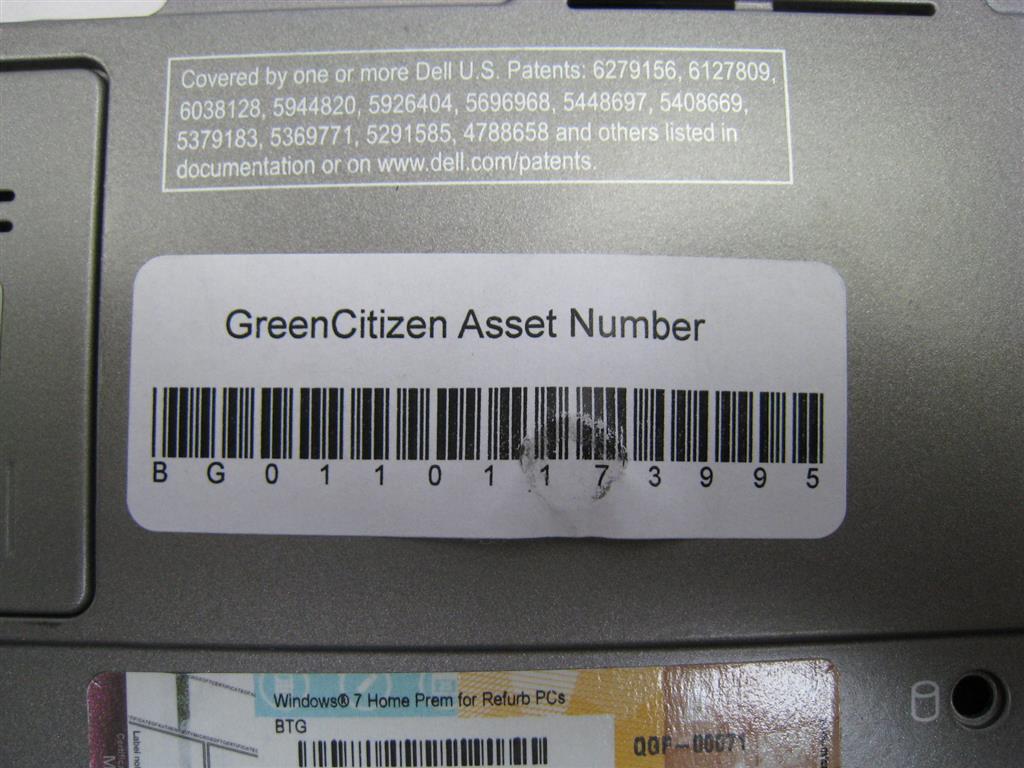 Covered by one or more Dell U.S. Patents: 6279156, 6127809,
6038128, 5944820, 5926404, 5696968, 5448697, 5408669,
5379183, 5369771, 5291585, 4788658 and others listed in
documentation or on www.dell.com/patents.
GreenCitizen Asset Number
BG01101173995
Windows® 7 Home Prem for Refurb PCs
BTG
Label not